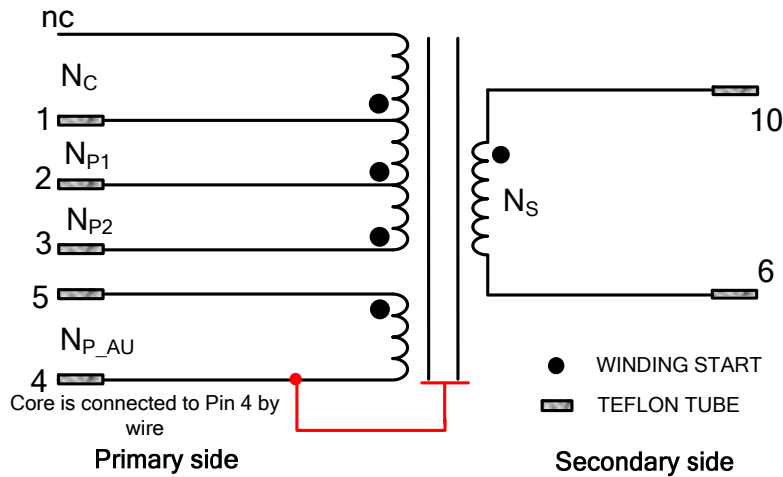 nc
N_C
1
N_P1
2
N_P2
3
5
N_P_AU
4
Core is connected to Pin 4 by
wire
Primary side
10
N_S
6
WINDING START
TEFLON TUBE
Secondary side